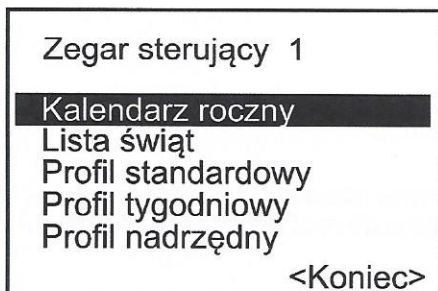 Zegar sterujący 1
Kalendarz roczny
Lista świąt
Profil standardowy
Profil tygodniowy
Profil nadrzędny
<Koniec>